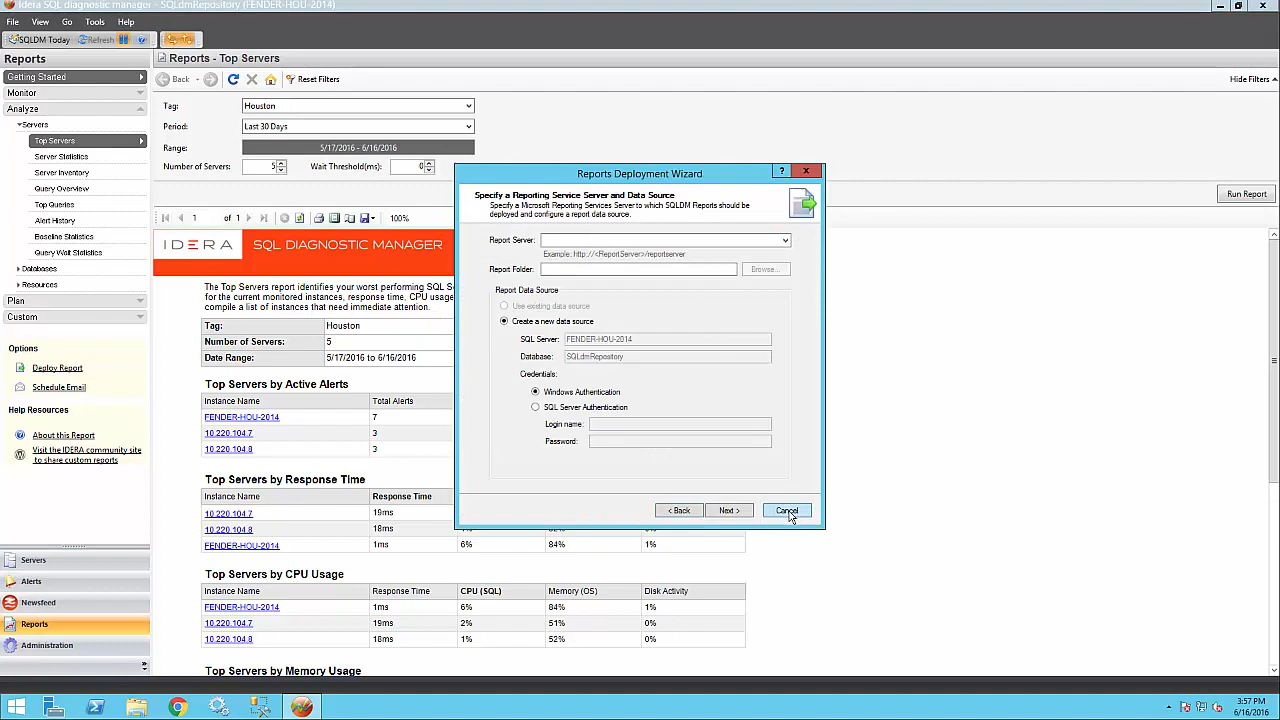 Idera SQL diagnostic manager - SQLdmRepository (FENDER-HOU-2014)
File View Go Tools Help
SQLDM Today Refresh
Reports
Reports - Top Servers
Getting Started
Back Reset Filters Hide Filters
Monitor
Analyze
Servers
Top Servers
Server Statistics
Server Inventory
Query Overview
Top Queries
Alert History
Baseline Statistics
Query Wait Statistics
Databases
Resources
Plan
Custom
Options
Deploy Report
Schedule Email
Help Resources
About this Report
Visit the IDERA community site
to share custom reports
Servers
Alerts
Newsfeed
Reports
Administration
Tag: Houston
Period: Last 30 Days
Range: 5/17/2016 - 6/16/2016
Number of Servers: 5 Wait Threshold(ms): 0
Run Report
1 of 1 100%
IDERA SQL DIAGNOSTIC MANAGER
The Top Servers report identifies your worst performing SQL S
for the current monitored instances, response time, CPU usage
compile a list of instances that need immediate attention.
Tag: Houston
Number of Servers: 5
Date Range: 5/17/2016 to 6/16/2016
Top Servers by Active Alerts
Instance Name Total Alerts
FENDER-HOU-2014 7
10.220.104.7 3
10.220.104.8 3
Top Servers by Response Time
Instance Name Response Time
10.220.104.7 19ms
10.220.104.8 18ms
FENDER-HOU-2014 1ms 6% 84% 1%
Top Servers by CPU Usage
Instance Name Response Time CPU (SQL) Memory (OS) Disk Activity
FENDER-HOU-2014 1ms 6% 84% 1%
10.220.104.7 19ms 2% 51% 0%
10.220.104.8 18ms 1% 52% 0%
Top Servers by Memory Usage
Reports Deployment Wizard
Specify a Reporting Service Server and Data Source
Specify a Microsoft Reporting Services Server to which SQLDM Reports should be
deployed and configure a report data source.
Report Server:
Example: http://<ReportServer>/reportserver
Report Folder: Browse...
Report Data Source
Use existing data source
Create a new data source
SQL Server: FENDER-HOU-2014
Database: SQLdmRepository
Credentials:
Windows Authentication
SQL Server Authentication
Login name:
Password:
< Back Next > Cancel
3:57 PM
6/16/2016